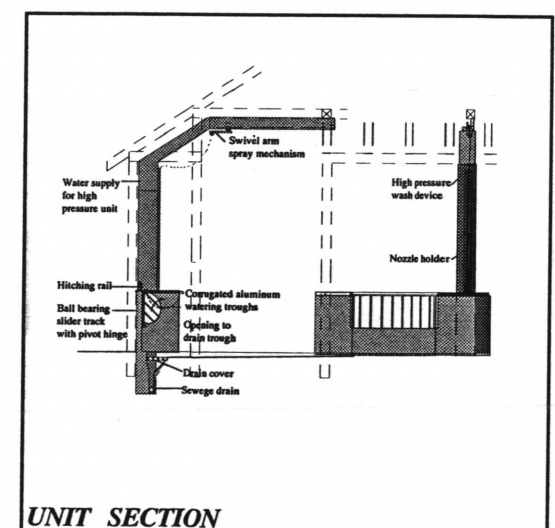 Swivel arm
spray mechanism
Water supply
for high
pressure unit
High pressure
wash device
Nozzle holder
Hitching rail
Corrugated aluminum
watering troughs
Ball bearing
slider track
with pivot hinge
Opening to
drain trough
Drain cover
Sewege drain
UNIT SECTION